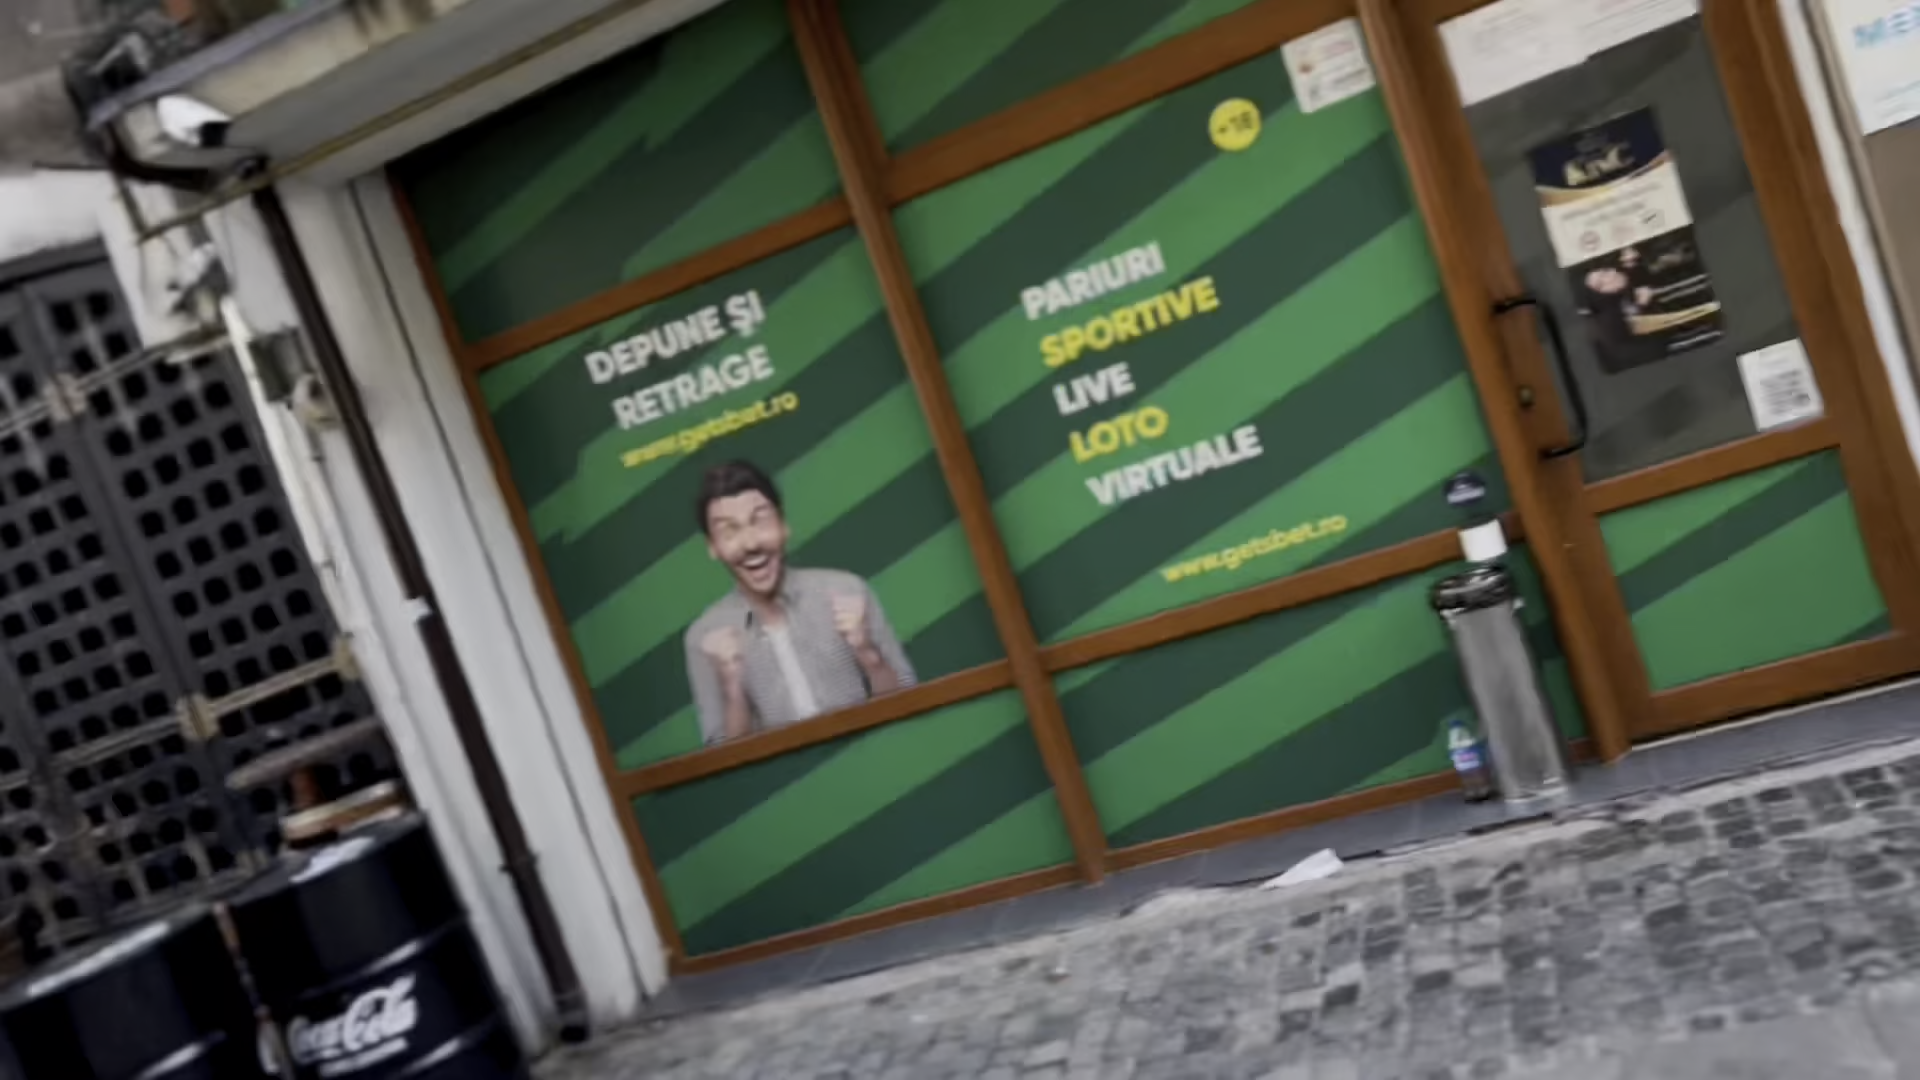 DEPUNE ȘI
RETRAGE
www.getsbet.ro
PARIURI
SPORTIVE
LIVE
LOTO
VIRTUALE
www.getsbet.ro
+18
Coca-Cola